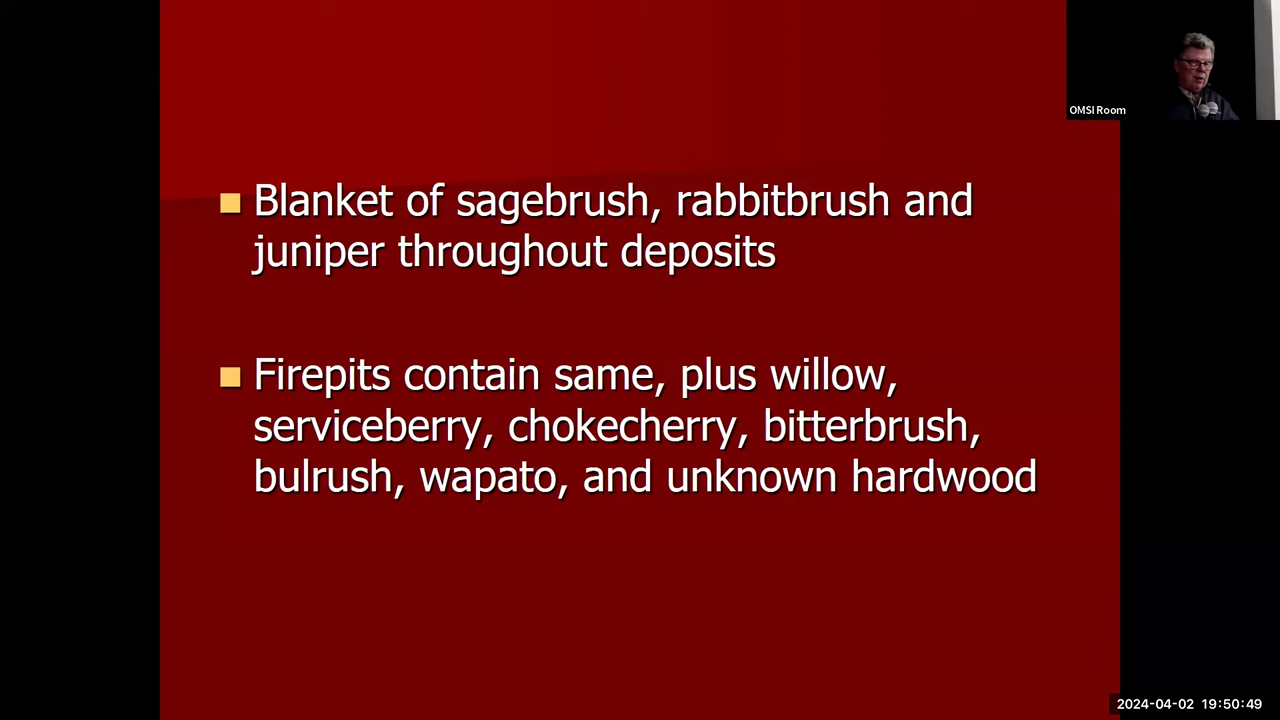 OMSI Room
Blanket of sagebrush, rabbitbrush and
juniper throughout deposits
Firepits contain same, plus willow,
serviceberry, chokecherry, bitterbrush,
bulrush, wapato, and unknown hardwood
2024-04-02 19:50:49